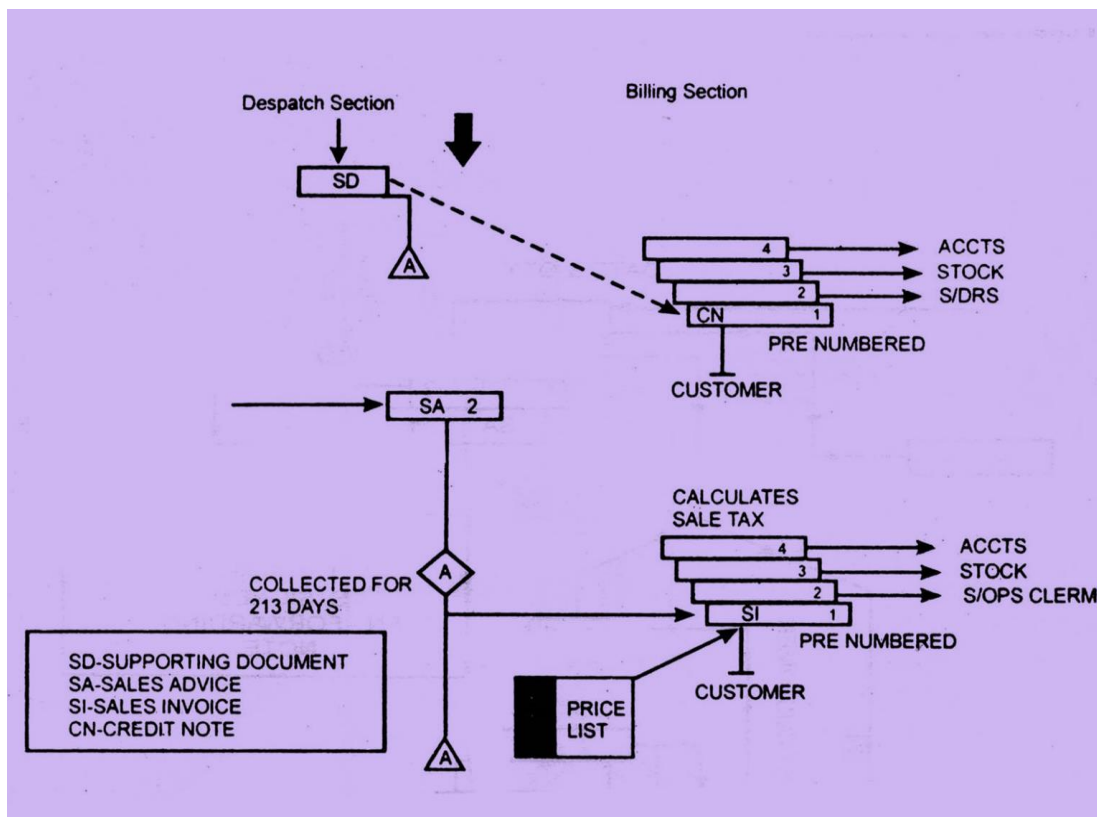 Despatch Section
Billing Section
SD
A
4 ACCTS
3 STOCK
2 S/DRS
CN 1
PRE NUMBERED
CUSTOMER
SA 2
CALCULATES
SALE TAX
A
COLLECTED FOR
213 DAYS
4 ACCTS
3 STOCK
2 S/OPS CLERM
SI 1
PRE NUMBERED
CUSTOMER
PRICE
LIST
A
SD-SUPPORTING DOCUMENT
SA-SALES ADVICE
SI-SALES INVOICE
CN-CREDIT NOTE